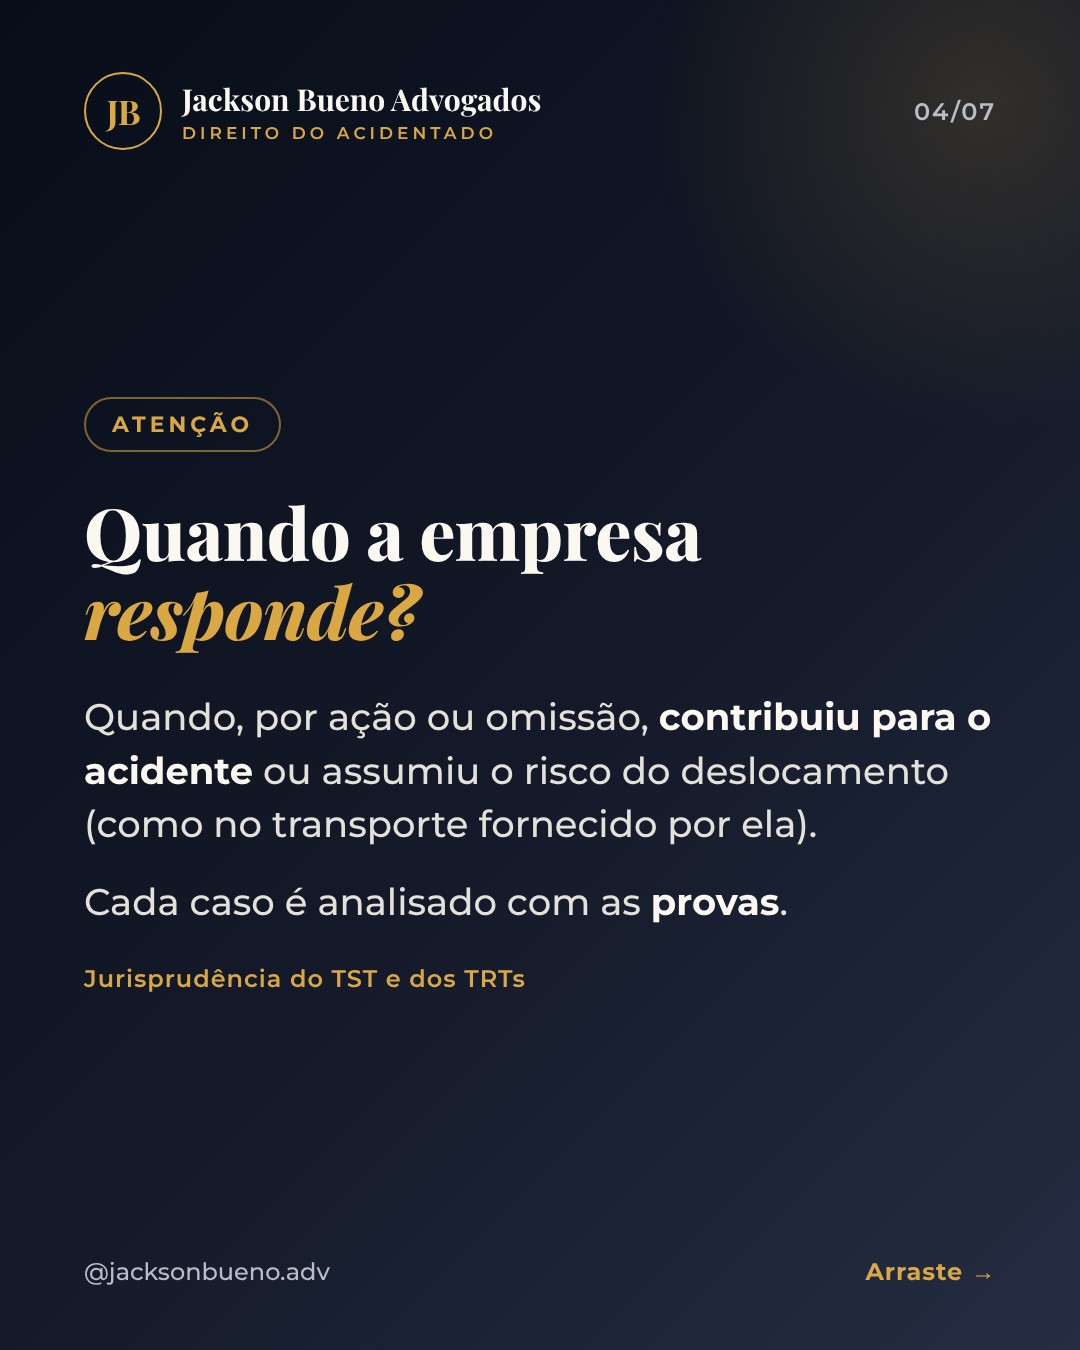 JB
Jackson Bueno Advogados
DIREITO DO ACIDENTADO
04/07
ATENÇÃO
Quando a empresa
responde?
Quando, por ação ou omissão, contribuiu para o
acidente ou assumiu o risco do deslocamento
(como no transporte fornecido por ela).
Cada caso é analisado com as provas.
Jurisprudência do TST e dos TRTs
@jacksonbueno.adv
Arraste →